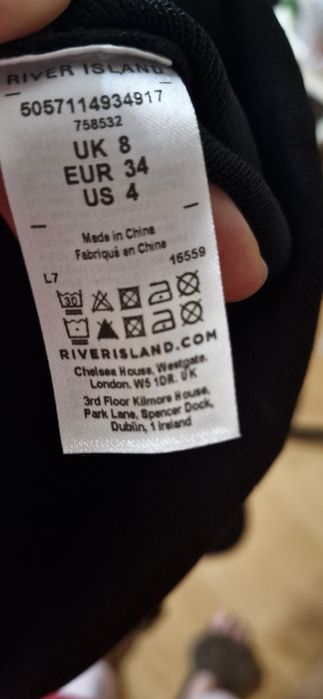 RIVER ISLAND
5057114934917
758532
UK 8
EUR 34
US 4
Made in China
Fabriqué en Chine
16559
L7
30
RIVERISLAND.COM
Chelsea House, Westgate.
London. W5 1DR. UK
3rd Floor Kilmore House,
Park Lane, Spencer Dock,
Dublin, 1 Ireland